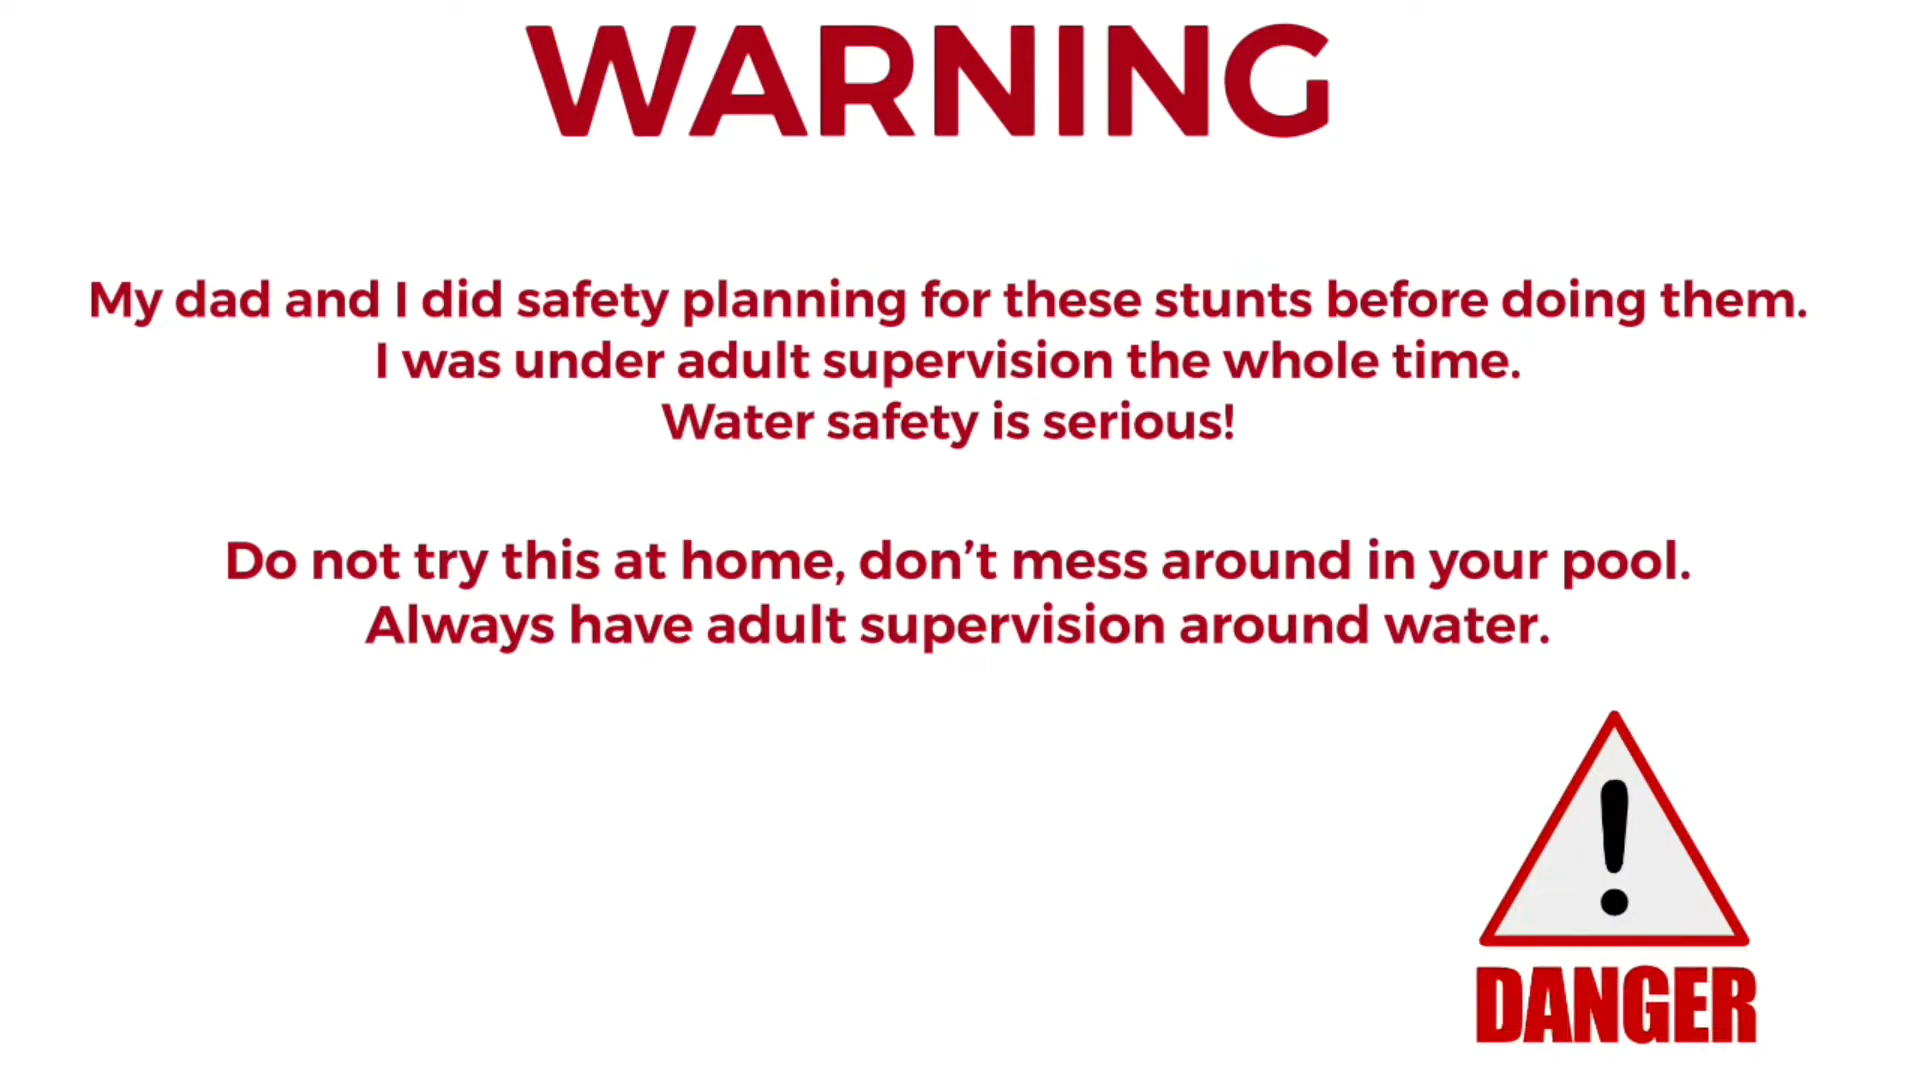 WARNING
My dad and I did safety planning for these stunts before doing them.
I was under adult supervision the whole time.
Water safety is serious!
Do not try this at home, don’t mess around in your pool.
Always have adult supervision around water.
!
DANGER